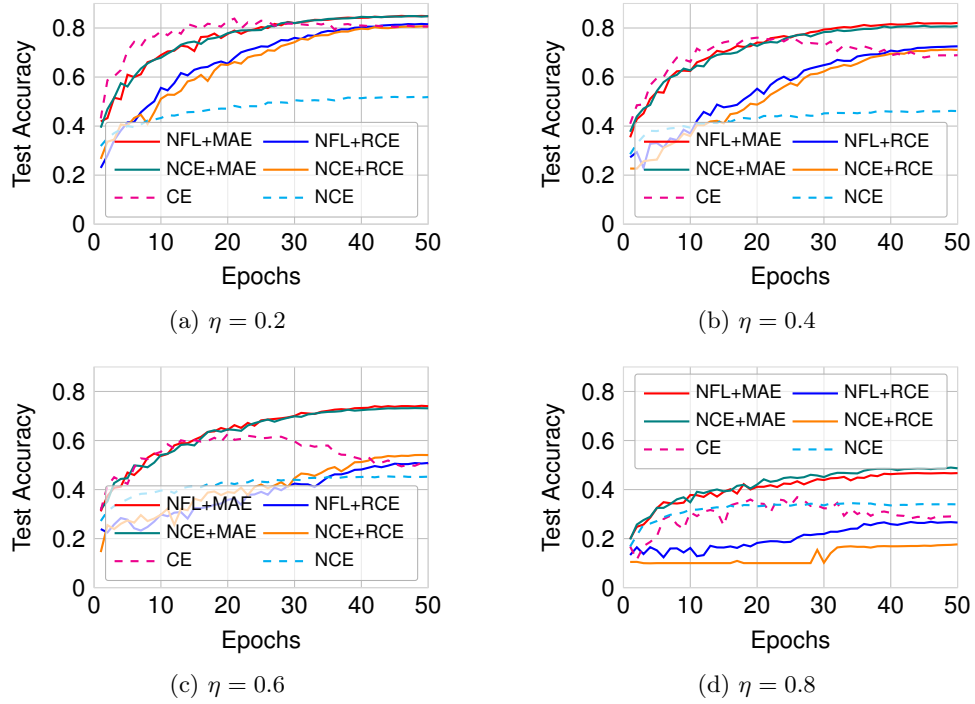 0.8
0.6
0.4
0.2
0
Test Accuracy
NFL+MAE NFL+RCE
NCE+MAE NCE+RCE
CE NCE
0 10 20 30 40 50
Epochs
(a) η = 0.2
0.8
0.6
0.4
0.2
0
Test Accuracy
NFL+MAE NFL+RCE
NCE+MAE NCE+RCE
CE NCE
0 10 20 30 40 50
Epochs
(b) η = 0.4
0.8
0.6
0.4
0.2
0
Test Accuracy
NFL+MAE NFL+RCE
NCE+MAE NCE+RCE
CE NCE
0 10 20 30 40 50
Epochs
(c) η = 0.6
0.8
0.6
0.4
0.2
0
Test Accuracy
NFL+MAE NFL+RCE
NCE+MAE NCE+RCE
CE NCE
0 10 20 30 40 50
Epochs
(d) η = 0.8